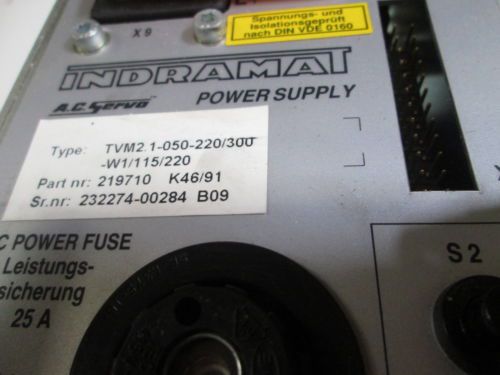 Spannungs- und
Isolationsgeprüft
nach DIN VDE 0160
X9
INDRAMAT
A.C. Servo
POWER SUPPLY
Type: TVM2.1-050-220/300
-W1/115/220
Part nr: 219710 K46/91
Sr.nr: 232274-00284 B09
C POWER FUSE
Leistungs-
sicherung
25 A
S2